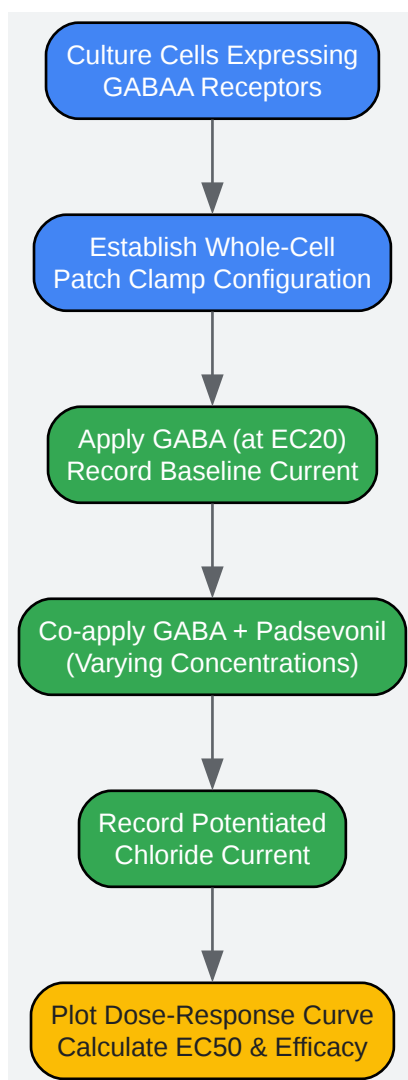 Culture Cells Expressing
GABAA Receptors
Establish Whole-Cell
Patch Clamp Configuration
Apply GABA (at EC20)
Record Baseline Current
Co-apply GABA + Padsevonil
(Varying Concentrations)
Record Potentiated
Chloride Current
Plot Dose-Response Curve
Calculate EC50 & Efficacy